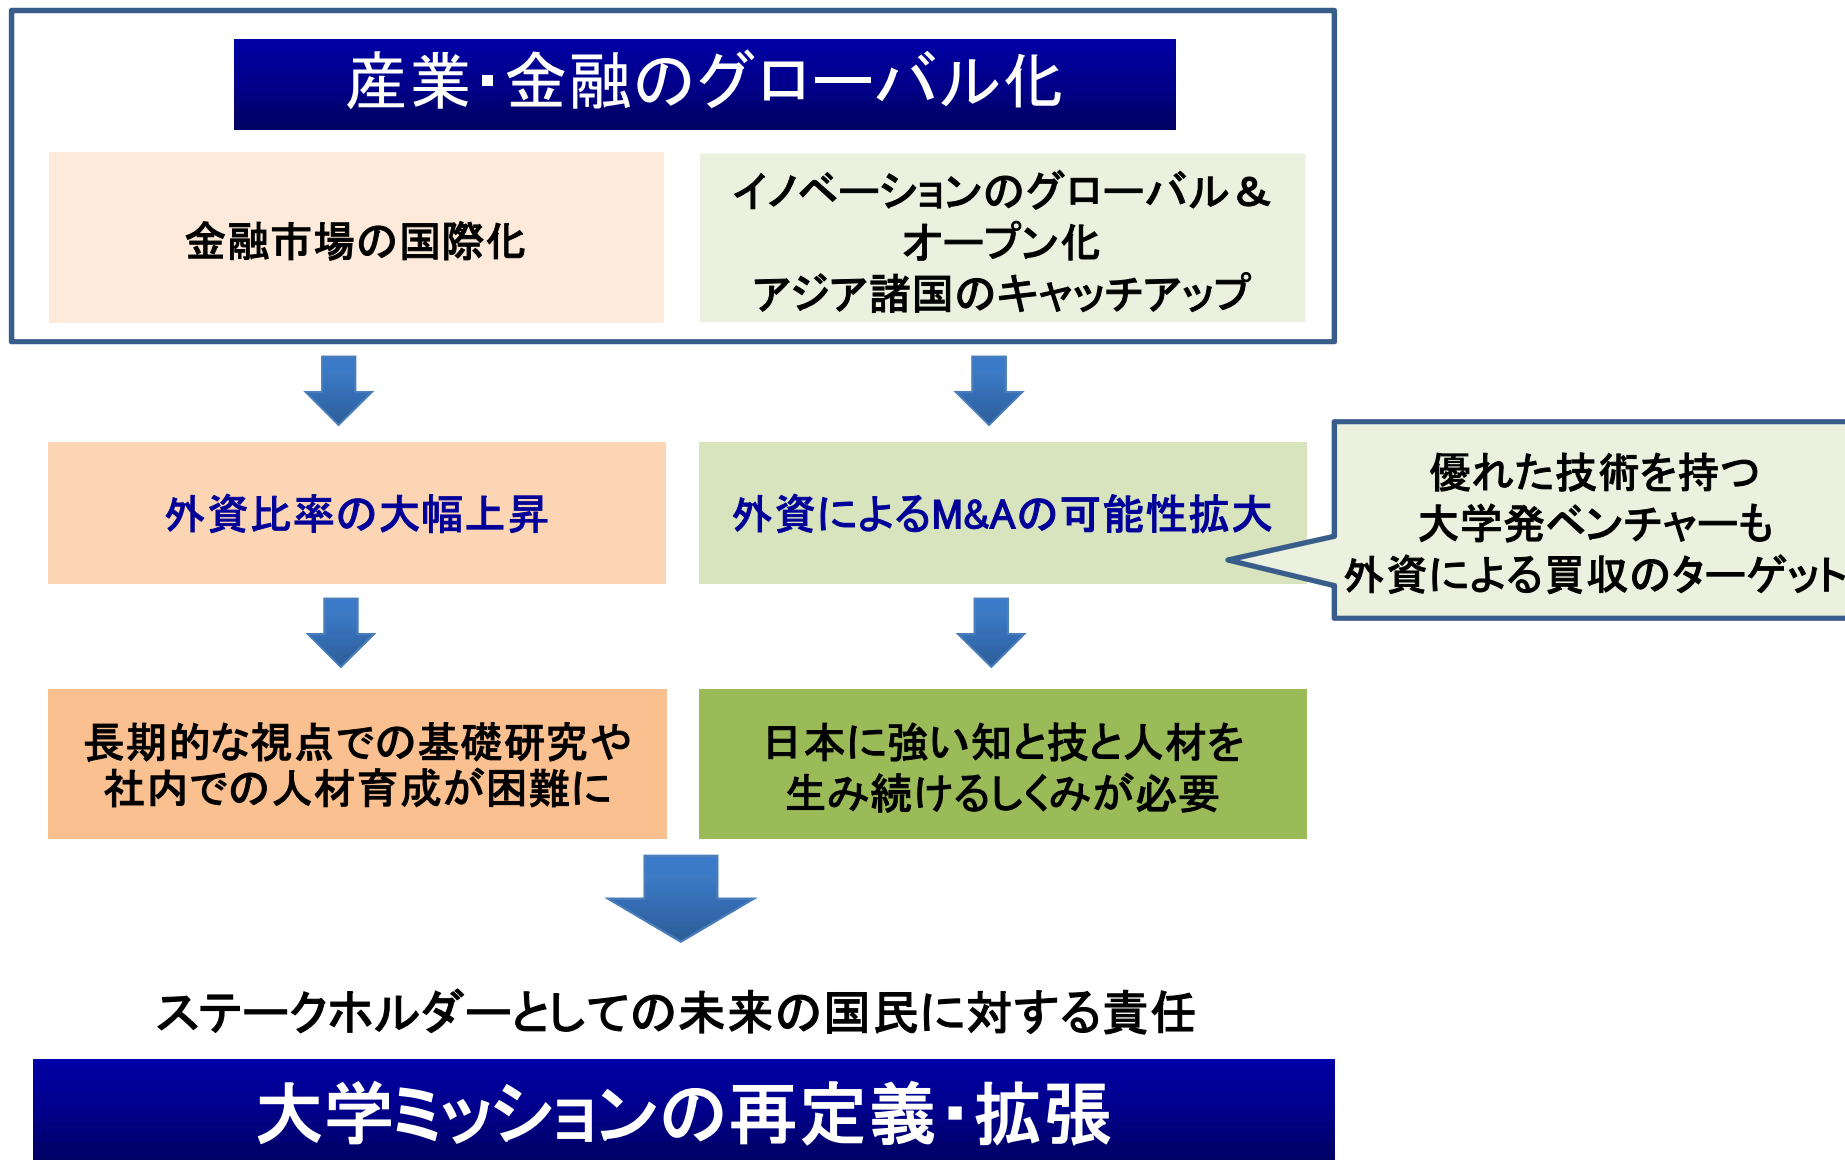 産業・金融のグローバル化
金融市場の国際化
イノベーションのグローバル＆
オープン化
アジア諸国のキャッチアップ
外資比率の大幅上昇
外資によるM&Aの可能性拡大
優れた技術を持つ
大学発ベンチャーも
外資による買収のターゲット
長期的な視点での基礎研究や
社内での人材育成が困難に
日本に強い知と技と人材を
生み続けるしくみが必要
ステークホルダーとしての未来の国民に対する責任
大学ミッションの再定義・拡張